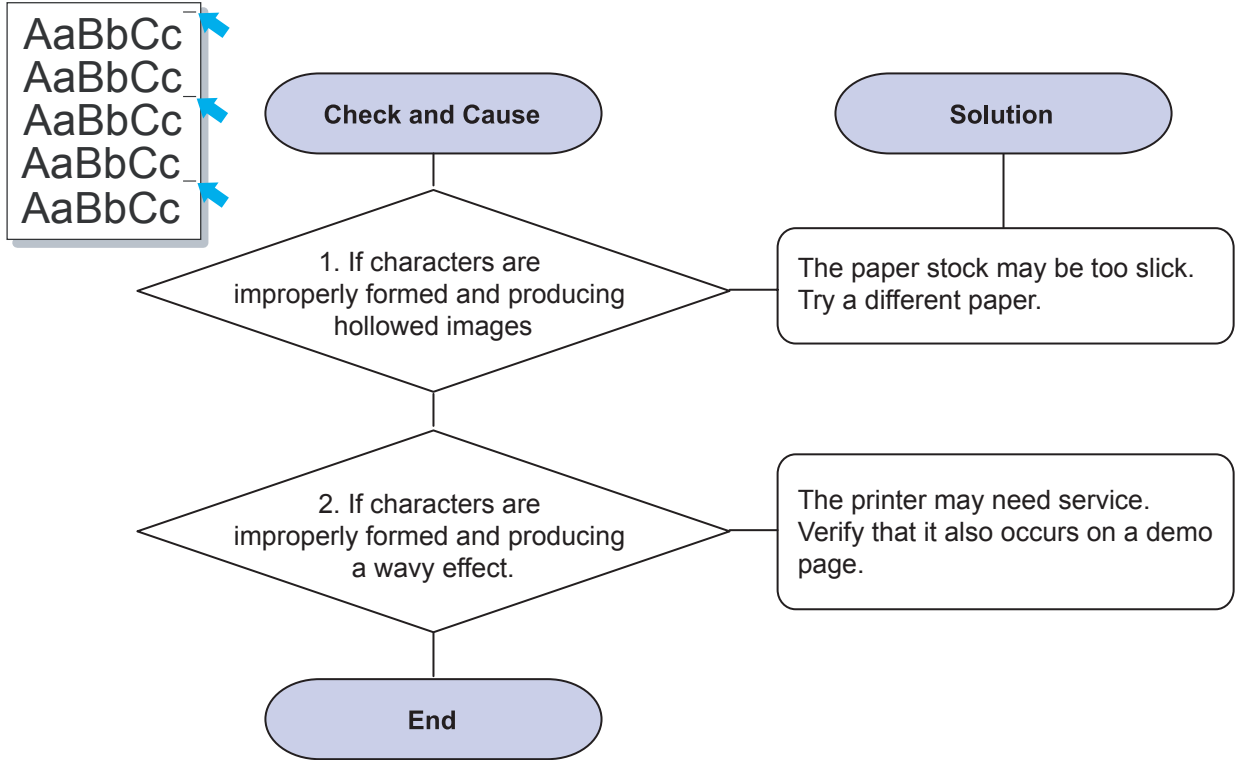 AaBbCc
AaBbCc
AaBbCc
AaBbCc
AaBbCc
Check and Cause
Solution
1. If characters are
improperly formed and producing
hollowed images
The paper stock may be too slick.
Try a different paper.
2. If characters are
improperly formed and producing
a wavy effect.
The printer may need service.
Verify that it also occurs on a demo
page.
End